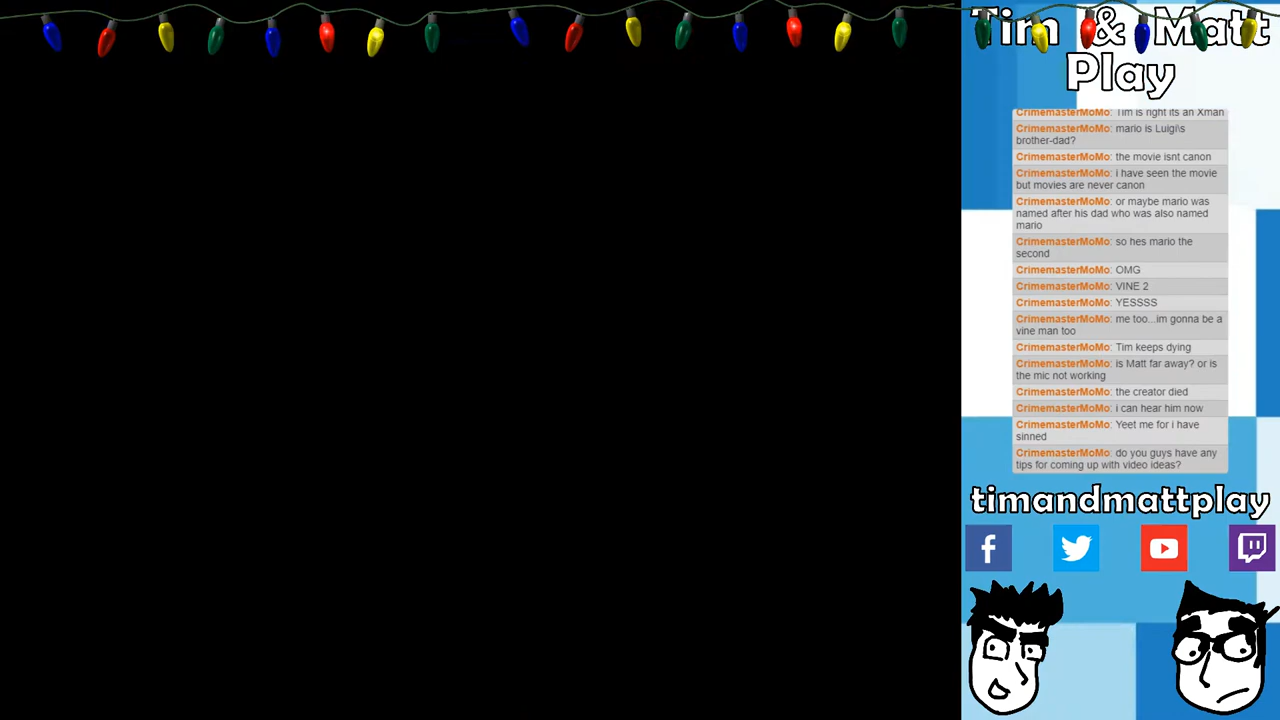 Tim & Matt
Play
CrimemasterMoMo: Tim is right its an Xman
CrimemasterMoMo: mario is Luigi\s
brother-dad?
CrimemasterMoMo: the movie isnt canon
CrimemasterMoMo: i have seen the movie
but movies are never canon
CrimemasterMoMo: or maybe mario was
named after his dad who was also named
mario
CrimemasterMoMo: so hes mario the
second
CrimemasterMoMo: OMG
CrimemasterMoMo: VINE 2
CrimemasterMoMo: YESSSS
CrimemasterMoMo: me too...im gonna be a
vine man too
CrimemasterMoMo: Tim keeps dying
CrimemasterMoMo: is Matt far away? or is
the mic not working
CrimemasterMoMo: the creator died
CrimemasterMoMo: i can hear him now
CrimemasterMoMo: Yeet me for i have
sinned
CrimemasterMoMo: do you guys have any
tips for coming up with video ideas?
timandmattplay